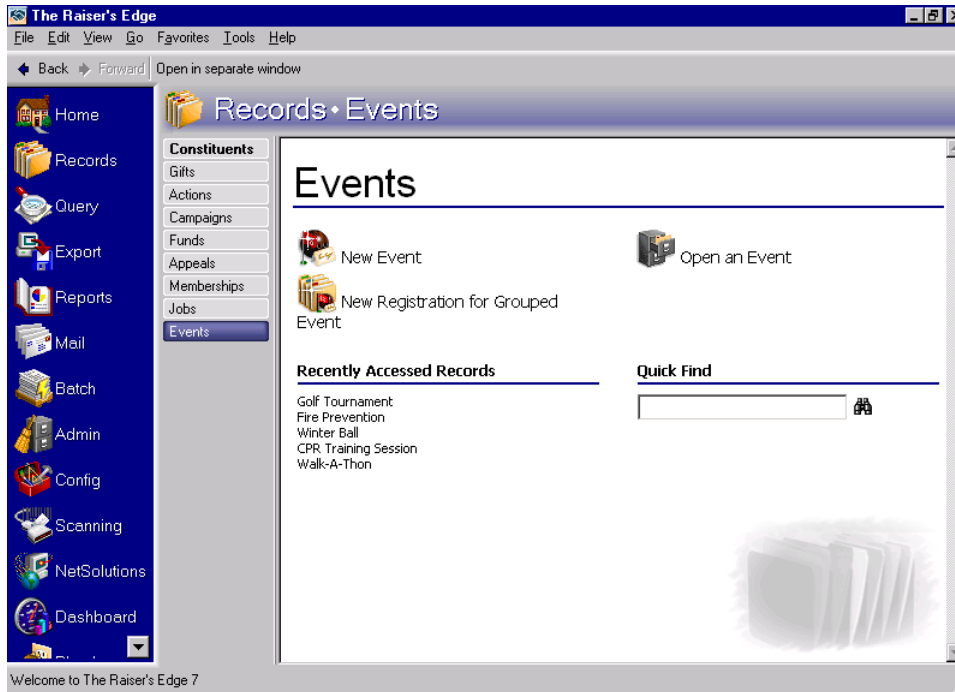 The Raiser's Edge
File Edit View Go Favorites Tools Help
Back Forward Open in separate window
Home
Records
Query
Export
Reports
Mail
Batch
Admin
Config
Scanning
NetSolutions
Dashboard
Records • Events
Constituents
Gifts
Actions
Campaigns
Funds
Appeals
Memberships
Jobs
Events
Events
New Event
Open an Event
New Registration for Grouped
Event
Recently Accessed Records
Golf Tournament
Fire Prevention
Winter Ball
CPR Training Session
Walk-A-Thon
Quick Find
Welcome to The Raiser's Edge 7